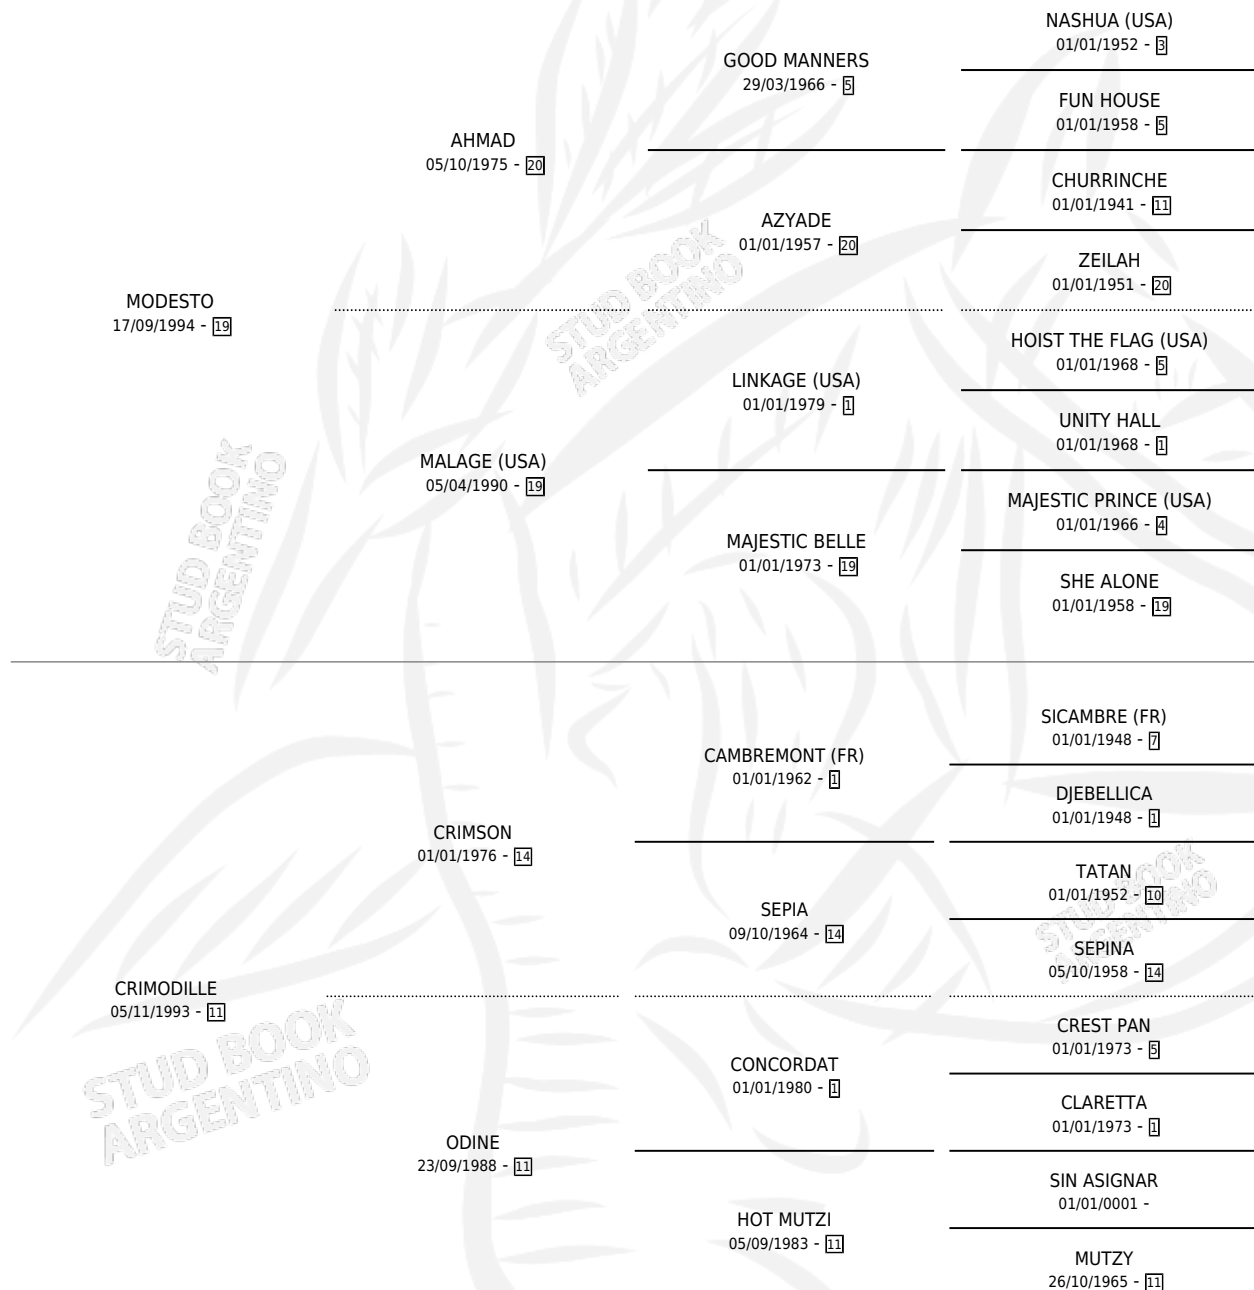 NASHUA (USA)
01/01/1952 - 3
GOOD MANNERS
29/03/1966 - 5
FUN HOUSE
01/01/1958 - 5
AHMAD
05/10/1975 - 20
CHURRINCHE
01/01/1941 - 11
AZYADE
01/01/1957 - 20
ZEILAH
01/01/1951 - 20
MODESTO
17/09/1994 - 19
HOIST THE FLAG (USA)
01/01/1968 - 5
LINKAGE (USA)
01/01/1979 - 1
UNITY HALL
01/01/1968 - 1
MALAGE (USA)
05/04/1990 - 19
MAJESTIC PRINCE (USA)
01/01/1966 - 4
MAJESTIC BELLE
01/01/1973 - 19
SHE ALONE
01/01/1958 - 19
SICAMBRE (FR)
01/01/1948 - 7
CAMBREMONT (FR)
01/01/1962 - 1
DJEBELLICA
01/01/1948 - 1
CRIMSON
01/01/1976 - 14
TATAN
01/01/1952 - 10
SEPIA
09/10/1964 - 14
SEPINA
05/10/1958 - 14
CRIMODILLE
05/11/1993 - 11
CREST PAN
01/01/1973 - 5
CONCORDAT
01/01/1980 - 1
CLARETTA
01/01/1973 - 1
ODINE
23/09/1988 - 11
SIN ASIGNAR
01/01/0001 -
HOT MUTZI
05/09/1983 - 11
MUTZY
26/10/1965 - 11
STUD BOOK
ARGENTINO
STUD BOOK
ARGENTINO
STUD BOOK
ARGENTINO
STUD BOOK
ARGENTINO